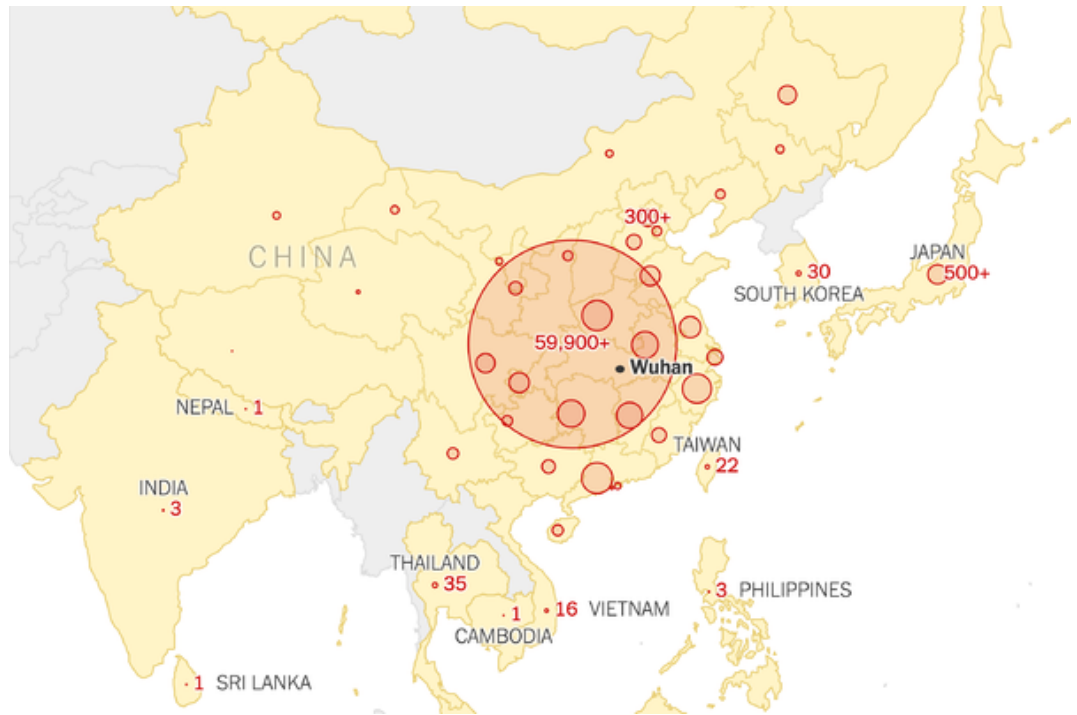 300+
CHINA
JAPAN
500+
30
SOUTH KOREA
59,900+
Wuhan
NEPAL
1
TAIWAN
22
INDIA
3
THAILAND
35
3 PHILIPPINES
1
16 VIETNAM
CAMBODIA
1 SRI LANKA